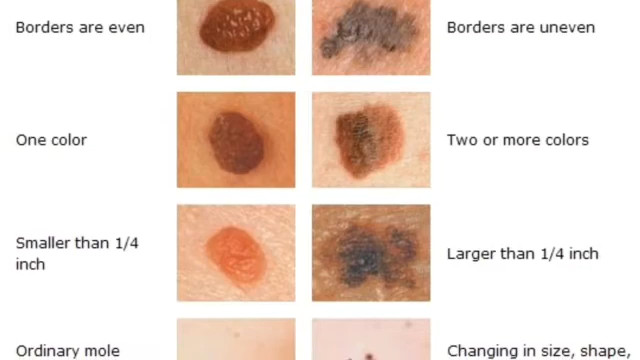 Borders are even
Borders are uneven
One color
Two or more colors
Smaller than 1/4
inch
Larger than 1/4 inch
Ordinary mole
Changing in size, shape,